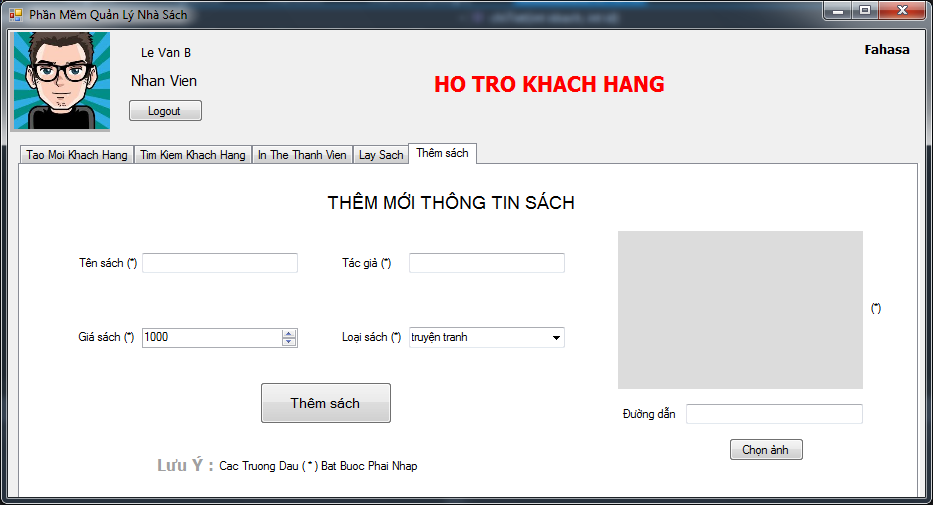 Phần Mềm Quản Lý Nhà Sách
Le Van B
Nhan Vien
Logout
HO TRO KHACH HANG
Fahasa
Tao Moi Khach Hang
Tim Kiem Khach Hang
In The Thanh Vien
Lay Sach
Thêm sách
THÊM MỚI THÔNG TIN SÁCH
Tên sách (*)
Tác giả (*)
(*)
Giá sách (*)
1000
Loại sách (*)
truyện tranh
Thêm sách
Đường dẫn
Chọn ảnh
Lưu Ý : Cac Truong Dau ( * ) Bat Buoc Phai Nhap